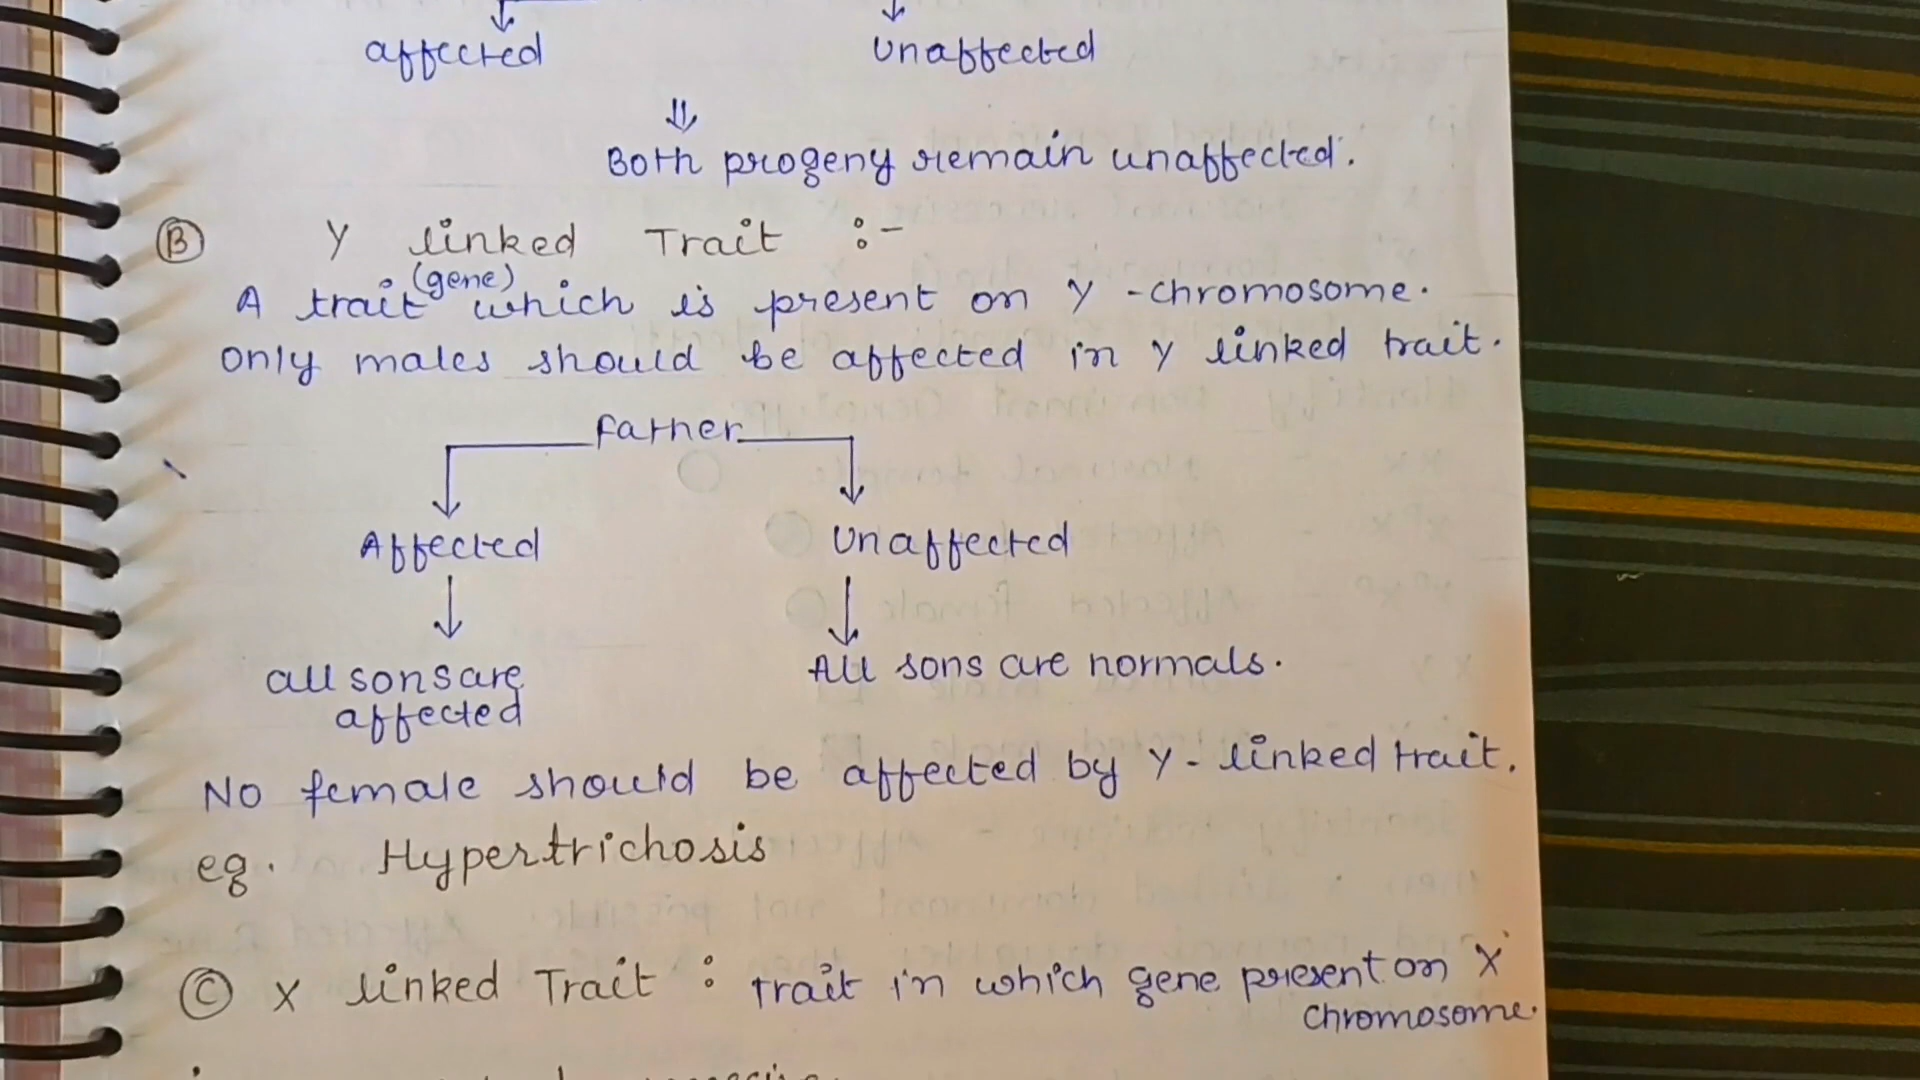 affected Unaffected
⇓
Both progeny remain unaffected.
Ⓑ Y linked Trait :-
(gene)
A trait which is present on Y -chromosome.
only males should be affected in Y linked trait.
Father
Affected Unaffected
all sons are All sons are normals.
affected
No female should be affected by Y- linked trait.
eg. Hypertrichosis
Ⓒ X linked Trait : Trait in which gene present on X
Chromosome.